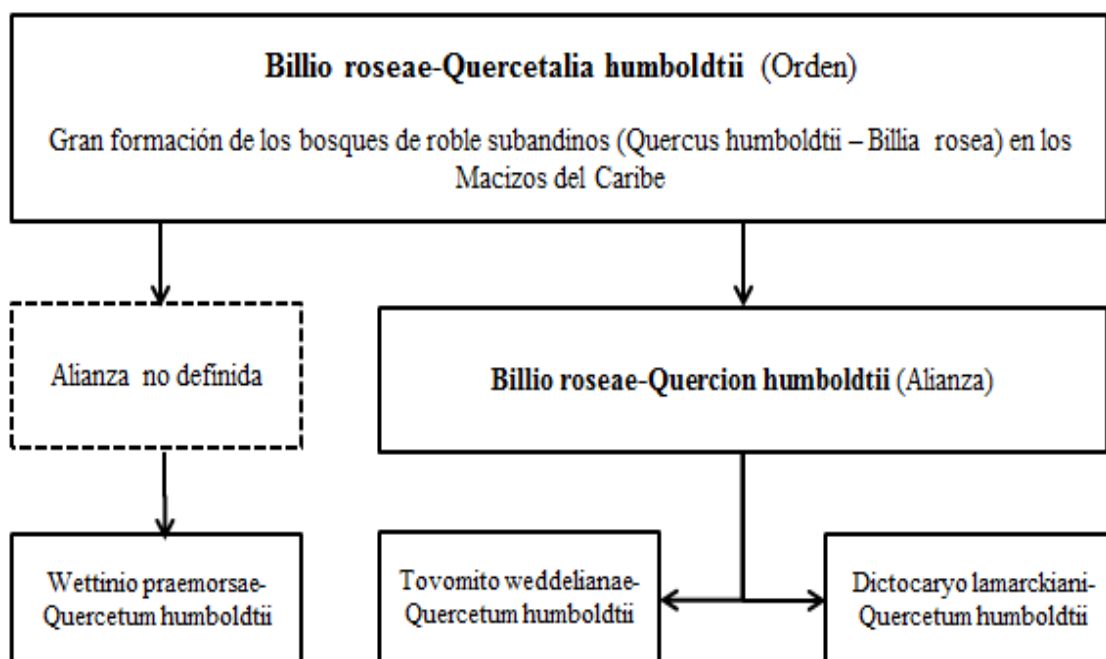 Billio roseae-Quercetalia humboldtii (Orden)
Gran formación de los bosques de roble subandinos (Quercus humboldtii – Billia rosea) en los
Macizos del Caribe
Alianza no definida
Billio roseae-Quercion humboldtii (Alianza)
Wettinio praemorsae-
Quercetum humboldtii
Tovomito weddelianae-
Quercetum humboldtii
Dictocaryo lamarckiani-
Quercetum humboldtii